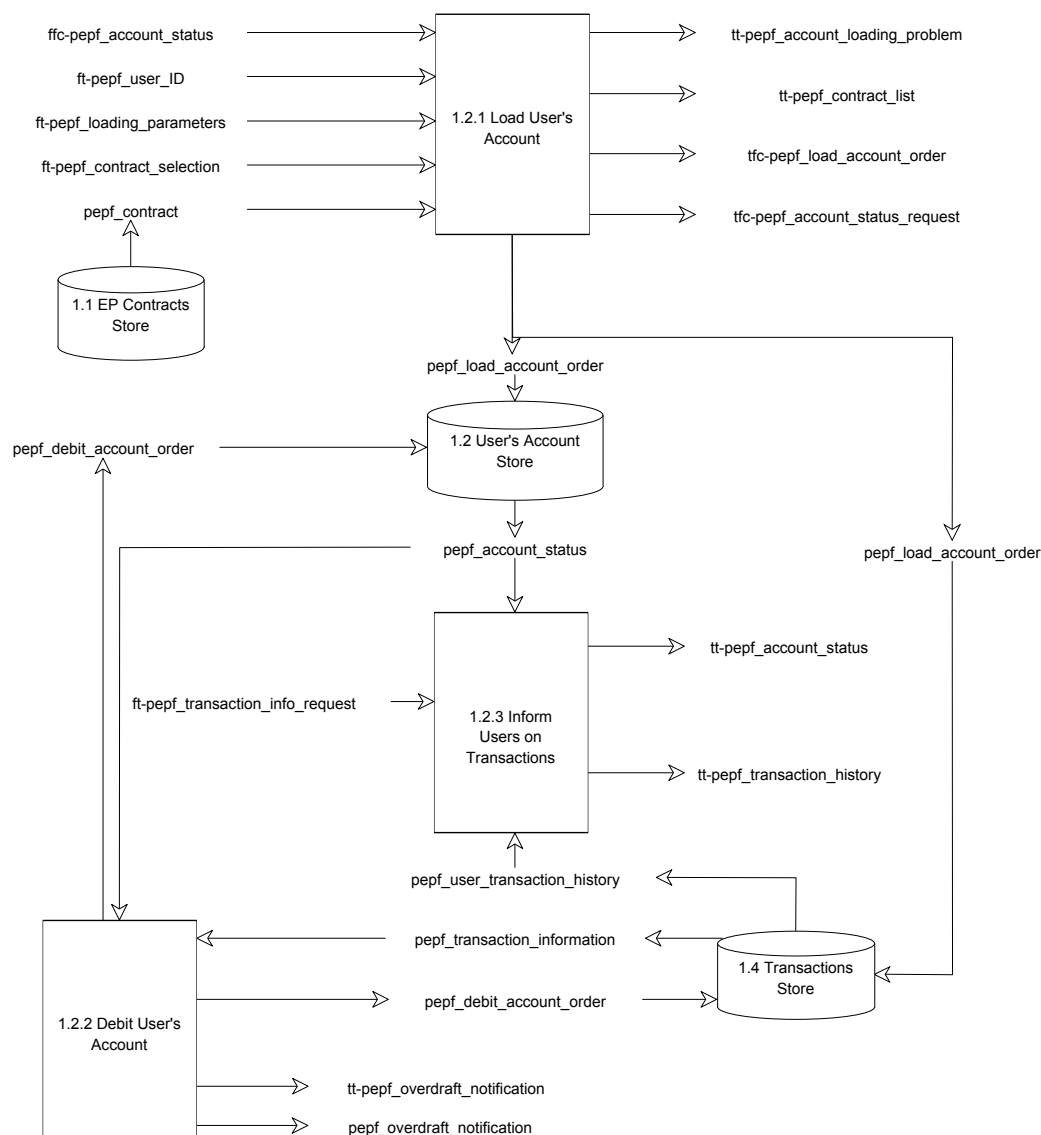 ffc-pepf_account_status
tt-pepf_account_loading_problem
ft-pepf_user_ID
tt-pepf_contract_list
1.2.1 Load User's
Account
ft-pepf_loading_parameters
ft-pepf_contract_selection
tfc-pepf_load_account_order
pepf_contract
tfc-pepf_account_status_request
1.1 EP Contracts
Store
pepf_load_account_order
1.2 User's Account
Store
pepf_debit_account_order
pepf_account_status
pepf_load_account_order
tt-pepf_account_status
ft-pepf_transaction_info_request
1.2.3 Inform
Users on
Transactions
tt-pepf_transaction_history
pepf_user_transaction_history
pepf_transaction_information
1.4 Transactions
Store
pepf_debit_account_order
1.2.2 Debit User's
Account
tt-pepf_overdraft_notification
pepf_overdraft_notification